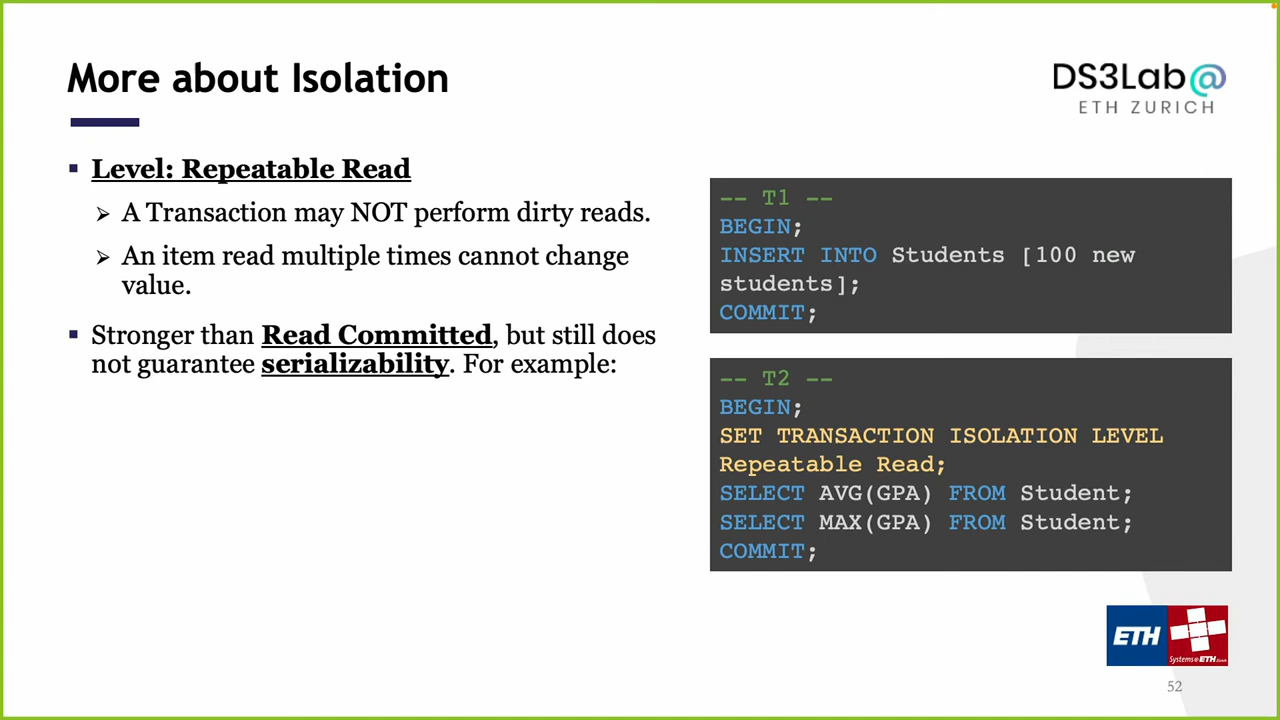 More about Isolation
DS3Lab@
ETH ZURICH
Level: Repeatable Read
A Transaction may NOT perform dirty reads.
An item read multiple times cannot change
value.
Stronger than Read Committed, but still does
not guarantee serializability. For example:
-- T1 --
BEGIN;
INSERT INTO Students [100 new
students];
COMMIT;
-- T2 --
BEGIN;
SET TRANSACTION ISOLATION LEVEL
Repeatable Read;
SELECT AVG(GPA) FROM Student;
SELECT MAX(GPA) FROM Student;
COMMIT;
ETH
Systems@ETH Zürich
52